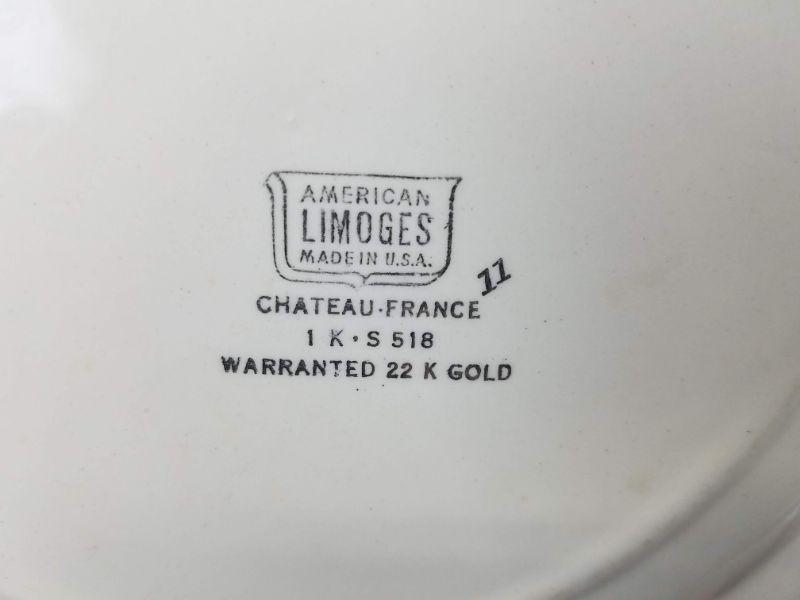 AMERICAN
LIMOGES
MADE IN U.S.A.
11
CHATEAU·FRANCE
1 K·S 518
WARRANTED 22 K GOLD